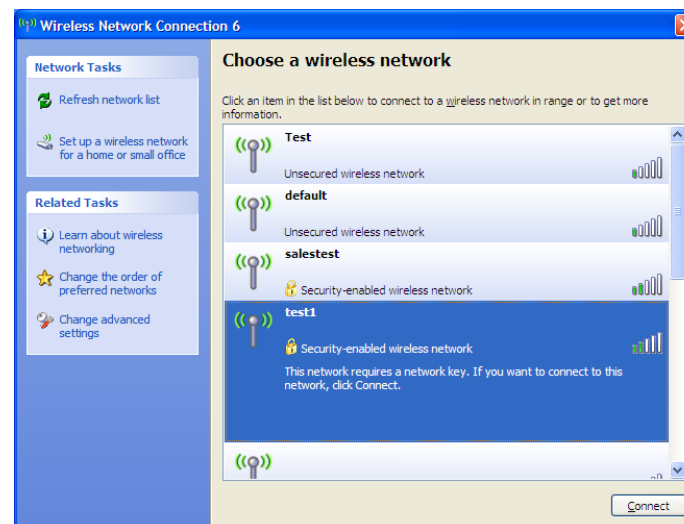 Wireless Network Connection 6
Network Tasks
Refresh network list
Set up a wireless network
for a home or small office
Related Tasks
Learn about wireless
networking
Change the order of
preferred networks
Change advanced
settings
Choose a wireless network
Click an item in the list below to connect to a wireless network in range or to get more
information.
Test
Unsecured wireless network
default
Unsecured wireless network
salestest
Security-enabled wireless network
test1
Security-enabled wireless network
This network requires a network key. If you want to connect to this
network, click Connect.
Connect